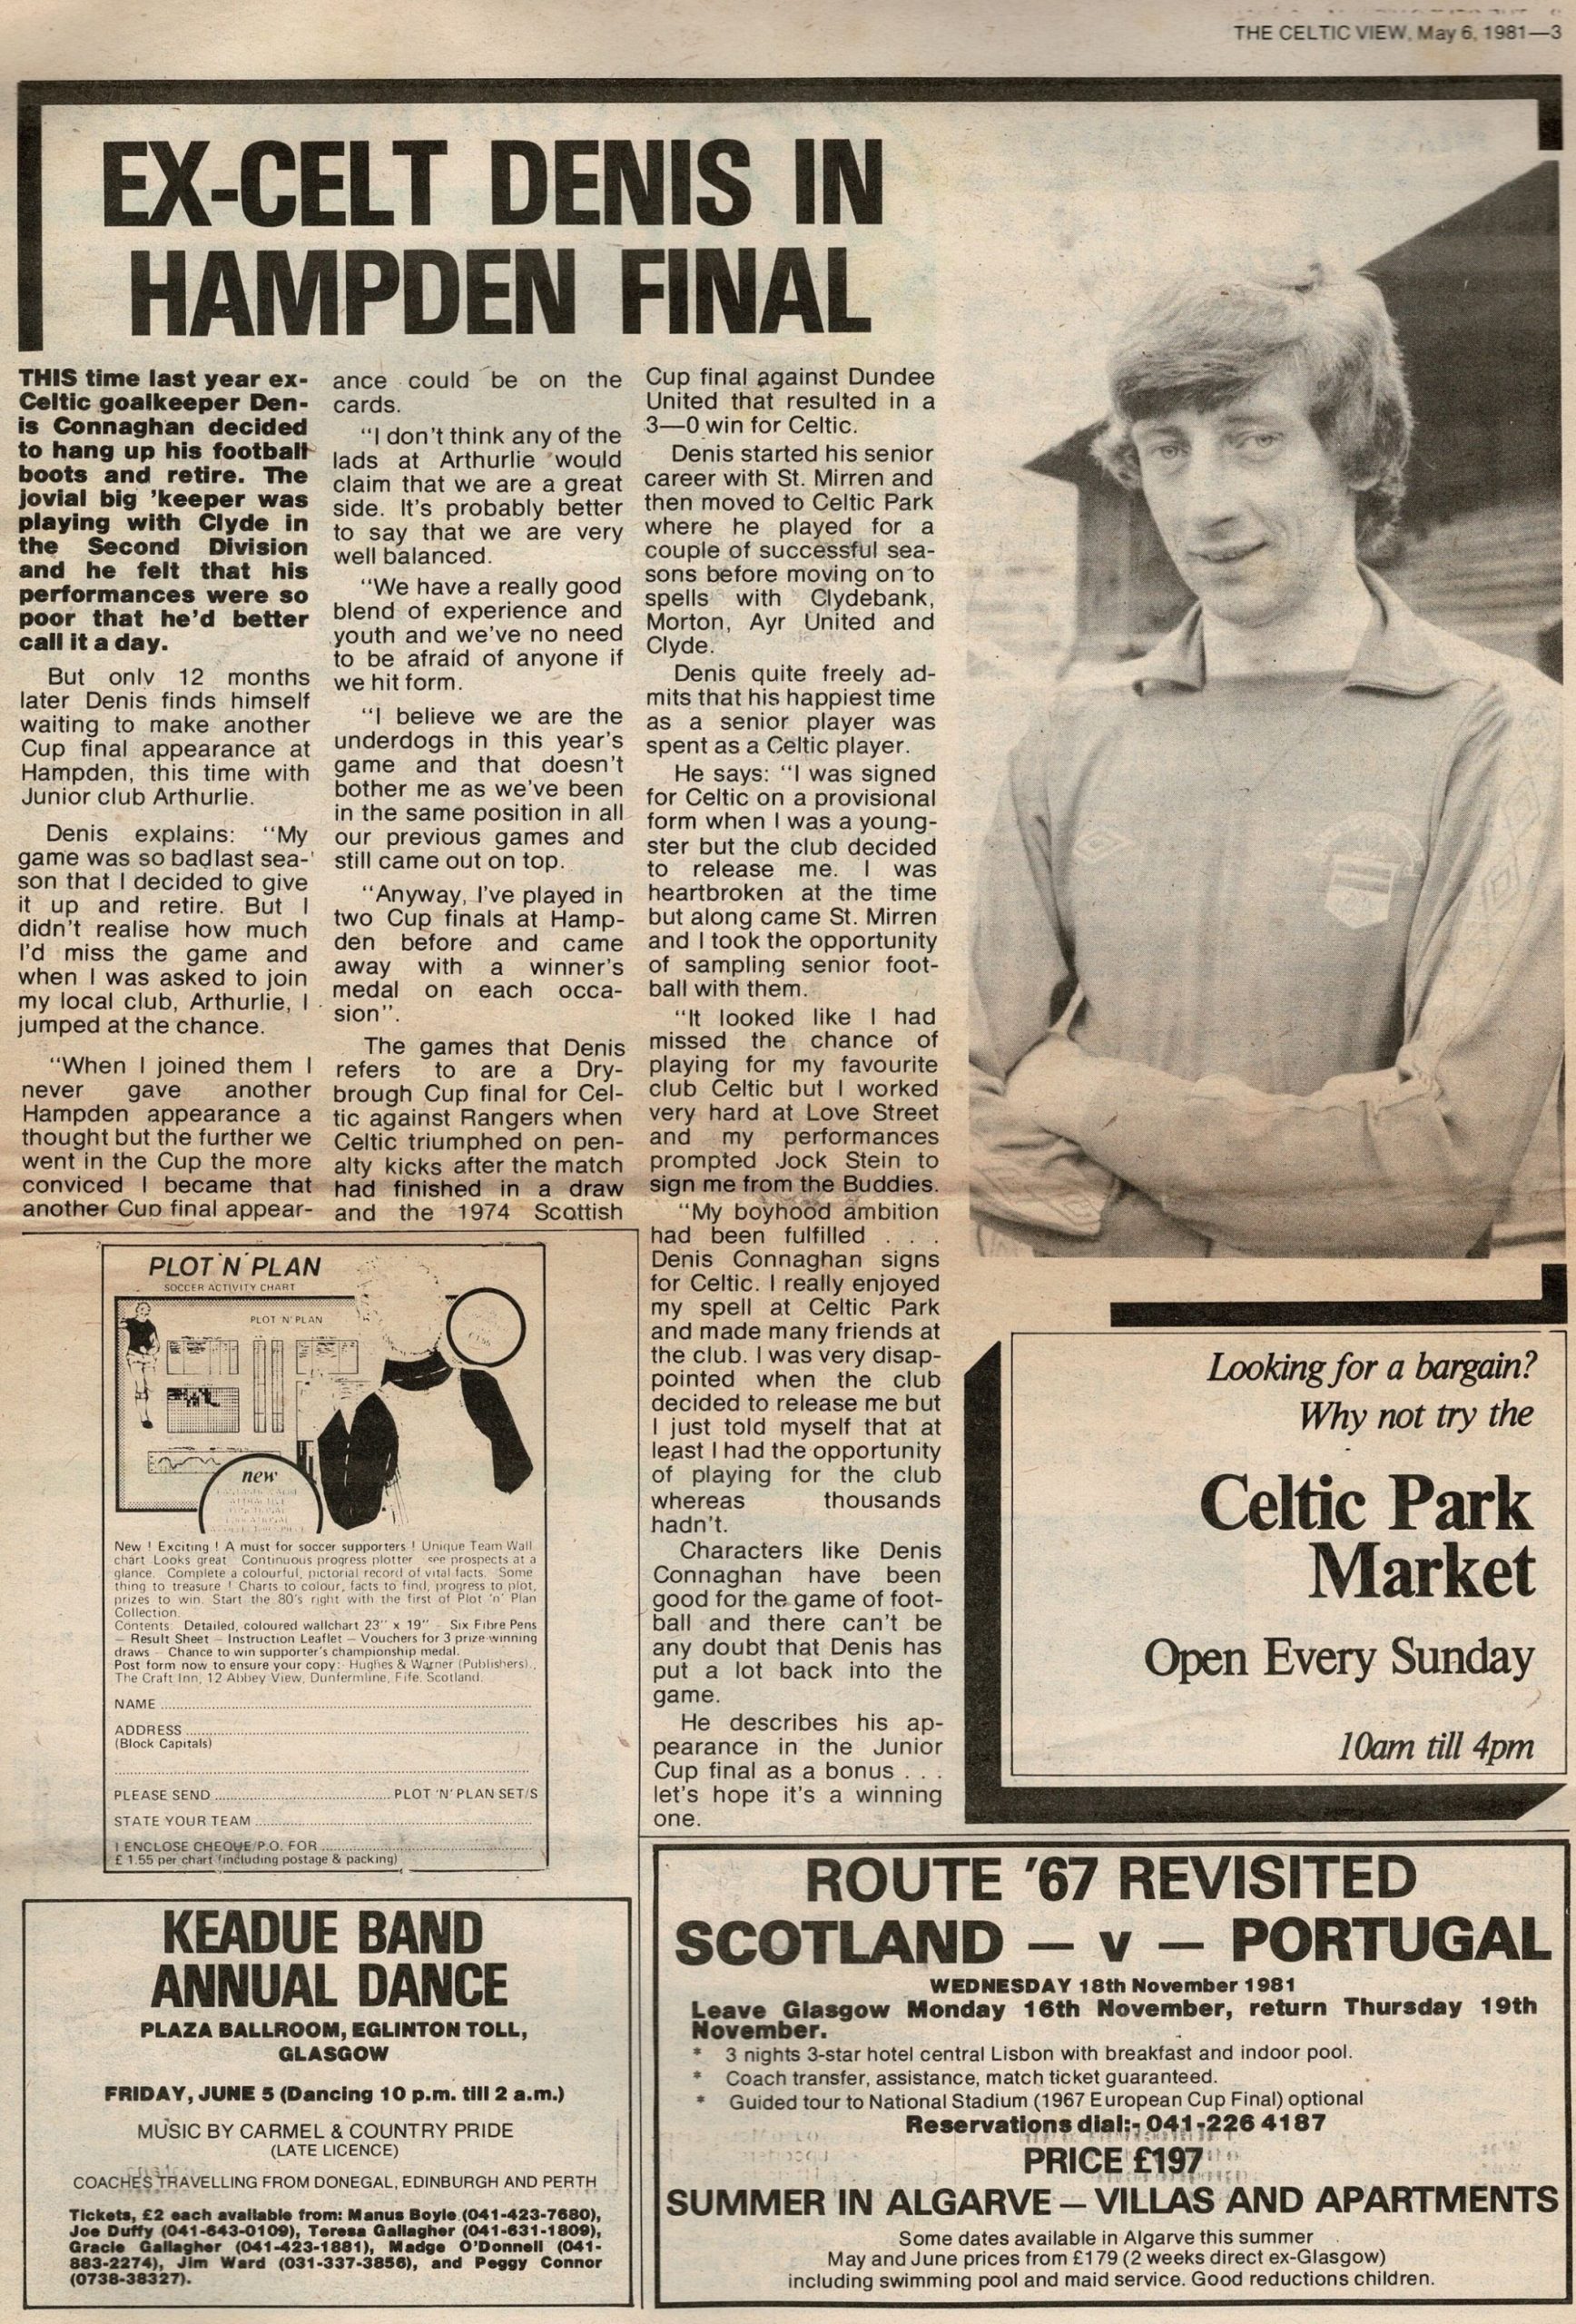 THE CELTIC VIEW, May 6, 1981—3
EX-CELT DENIS IN
HAMPDEN FINAL
THIS time last year ex-
Celtic goalkeeper Den-
is Connaghan decided
to hang up his football
boots and retire. The
jovial big 'keeper was
playing with Clyde in
the Second Division
and he felt that his
performances were so
poor that he'd better
call it a day.
But only 12 months
later Denis finds himself
waiting to make another
Cup final appearance at
Hampden, this time with
Junior club Arthurlie.
Denis explains: "My
game was so bad last sea-
son that I decided to give
it up and retire. But I
didn't realise how much
I'd miss the game and
when I was asked to join
my local club, Arthurlie, I
jumped at the chance.
"When I joined them I
never gave another
Hampden appearance a
thought but the further we
went in the Cup the more
conviced I became that
another Cup final appear-
ance could be on the
cards.
"I don't think any of the
lads at Arthurlie would
claim that we are a great
side. It's probably better
to say that we are very
well balanced.
"We have a really good
blend of experience and
youth and we've no need
to be afraid of anyone if
we hit form.
"I believe we are the
underdogs in this year's
game and that doesn't
bother me as we've been
in the same position in all
our previous games and
still came out on top.
"Anyway, I've played in
two Cup finals at Hamp-
den before and came
away with a winner's
medal on each occa-
sion".
The games that Denis
refers to are a Dry-
brough Cup final for Cel-
tic against Rangers when
Celtic triumphed on pen-
alty kicks after the match
had finished in a draw
and the 1974 Scottish
Cup final against Dundee
United that resulted in a
3—0 win for Celtic.
Denis started his senior
career with St. Mirren and
then moved to Celtic Park
where he played for a
couple of successful sea-
sons before moving on to
spells with Clydebank,
Morton, Ayr United and
Clyde.
Denis quite freely ad-
mits that his happiest time
as a senior player was
spent as a Celtic player.
He says: "I was signed
for Celtic on a provisional
form when I was a young-
ster but the club decided
to release me. I was
heartbroken at the time
but along came St. Mirren
and I took the opportunity
of sampling senior foot-
ball with them.
"It looked like I had
missed the chance of
playing for my favourite
club Celtic but I worked
very hard at Love Street
and my performances
prompted Jock Stein to
sign me from the Buddies.
"My boyhood ambition
had been fulfilled . . .
Denis Connaghan signs
for Celtic. I really enjoyed
my spell at Celtic Park
and made many friends at
the club. I was very disap-
pointed when the club
decided to release me but
I just told myself that at
least I had the opportunity
of playing for the club
whereas thousands
hadn't.
Characters like Denis
Connaghan have been
good for the game of foot-
ball and there can't be
any doubt that Denis has
put a lot back into the
game.
He describes his ap-
pearance in the Junior
Cup final as a bonus . . .
let's hope it's a winning
one.
PLOT 'N' PLAN
SOCCER ACTIVITY CHART
PLOT 'N' PLAN
new
New ! Exciting ! A must for soccer supporters ! Unique Team Wall
chart Looks great Continuous progress plotter see prospects at a
glance. Complete a colourful, pictorial record of vital facts. Some
thing to treasure ! Charts to colour, facts to find, progress to plot,
prizes to win. Start the 80's right with the first of Plot 'n' Plan
Collection.
Contents: Detailed, coloured wallchart 23" x 19" - Six Fibre Pens
— Result Sheet — Instruction Leaflet — Vouchers for 3 prize-winning
draws — Chance to win supporter's championship medal.
Post form now to ensure your copy:- Hughes & Warner (Publishers).,
The Craft Inn, 12 Abbey View, Dunfermline, Fife. Scotland.
NAME
ADDRESS
(Block Capitals)
PLEASE SEND PLOT 'N' PLAN SET/S
STATE YOUR TEAM
I ENCLOSE CHEQUE/P.O. FOR
£ 1.55 per chart (including postage & packing)
Looking for a bargain?
Why not try the
Celtic Park
Market
Open Every Sunday
10am till 4pm
KEADUE BAND
ANNUAL DANCE
PLAZA BALLROOM, EGLINTON TOLL,
GLASGOW
FRIDAY, JUNE 5 (Dancing 10 p.m. till 2 a.m.)
MUSIC BY CARMEL & COUNTRY PRIDE
(LATE LICENCE)
COACHES TRAVELLING FROM DONEGAL, EDINBURGH AND PERTH
Tickets, £2 each available from: Manus Boyle (041-423-7680),
Joe Duffy (041-643-0109), Teresa Gallagher (041-631-1809),
Gracie Gallagher (041-423-1881), Madge O'Donnell (041-
883-2274), Jim Ward (031-337-3856), and Peggy Connor
(0738-38327).
ROUTE '67 REVISITED
SCOTLAND — v — PORTUGAL
WEDNESDAY 18th November 1981
Leave Glasgow Monday 16th November, return Thursday 19th
November.
* 3 nights 3-star hotel central Lisbon with breakfast and indoor pool.
* Coach transfer, assistance, match ticket guaranteed.
* Guided tour to National Stadium (1967 European Cup Final) optional
Reservations dial:- 041-226 4187
PRICE £197
SUMMER IN ALGARVE — VILLAS AND APARTMENTS
Some dates available in Algarve this summer
May and June prices from £179 (2 weeks direct ex-Glasgow)
including swimming pool and maid service. Good reductions children.